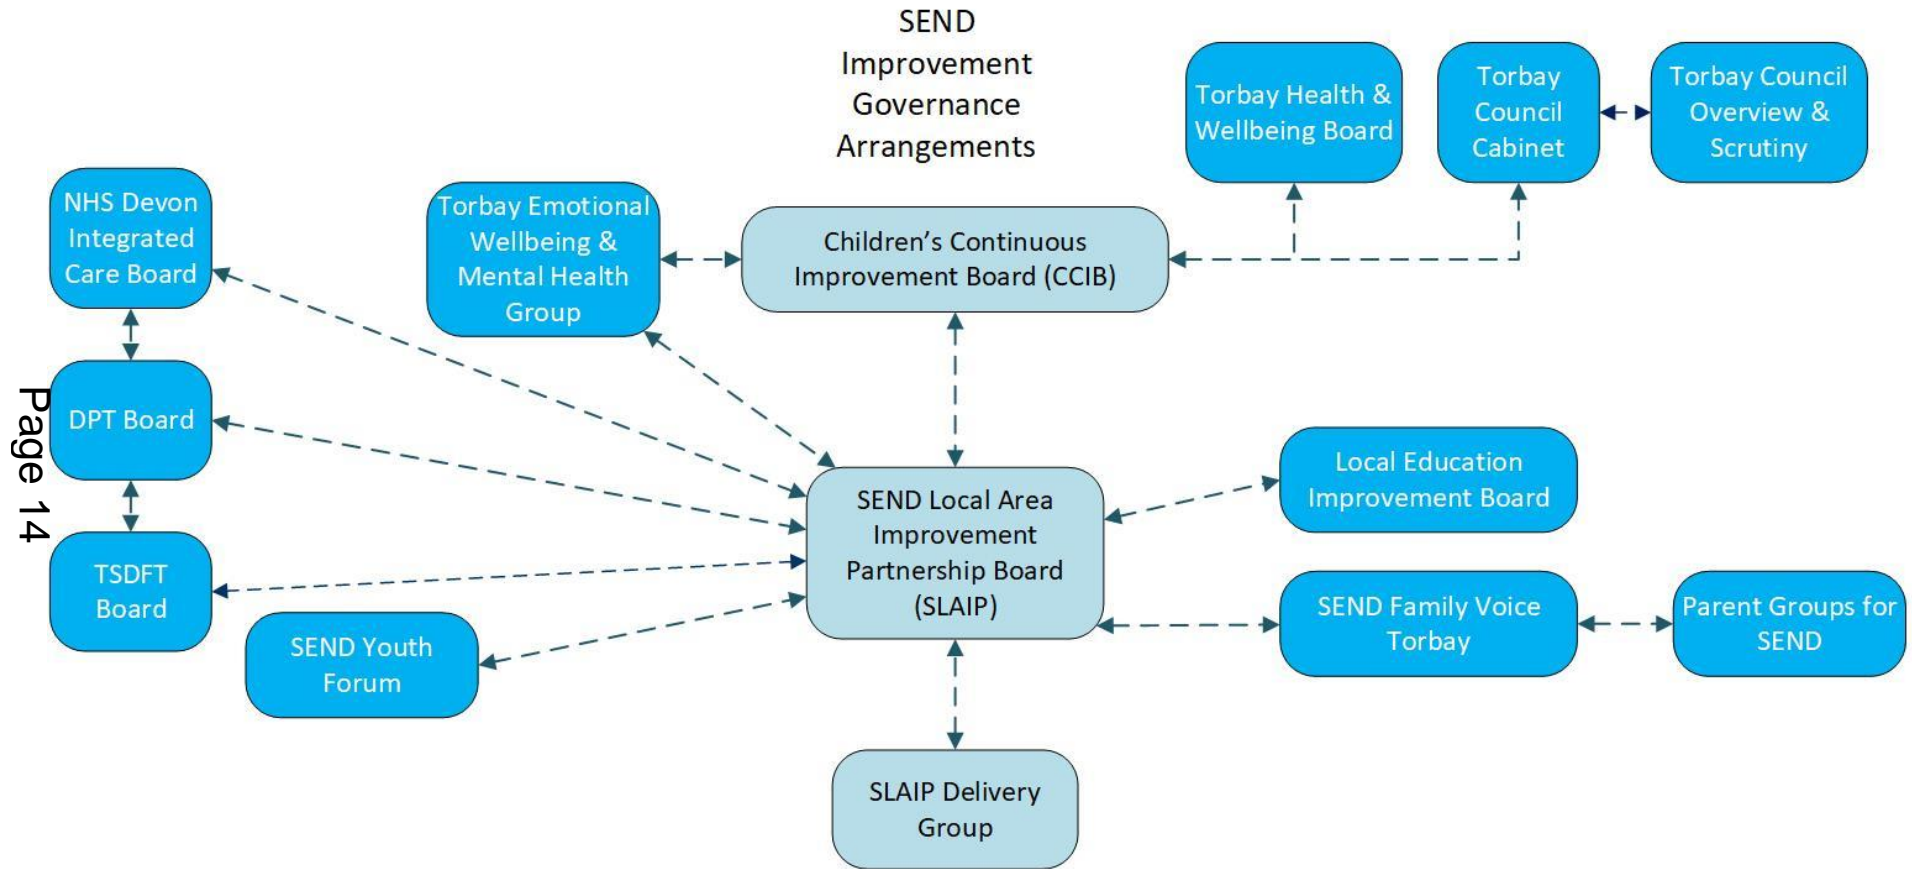 SEND
Improvement
Governance
Arrangements
Torbay Health &
Wellbeing Board
Torbay
Council
Cabinet
Torbay Council
Overview &
Scrutiny
NHS Devon
Integrated
Care Board
Torbay Emotional
Wellbeing &
Mental Health
Group
Children’s Continuous
Improvement Board (CCIB)
DPT Board
Page 14
Local Education
Improvement Board
SEND Local Area
Improvement
Partnership Board
(SLAIP)
TSDFT
Board
SEND Youth
Forum
SEND Family Voice
Torbay
Parent Groups for
SEND
SLAIP Delivery
Group